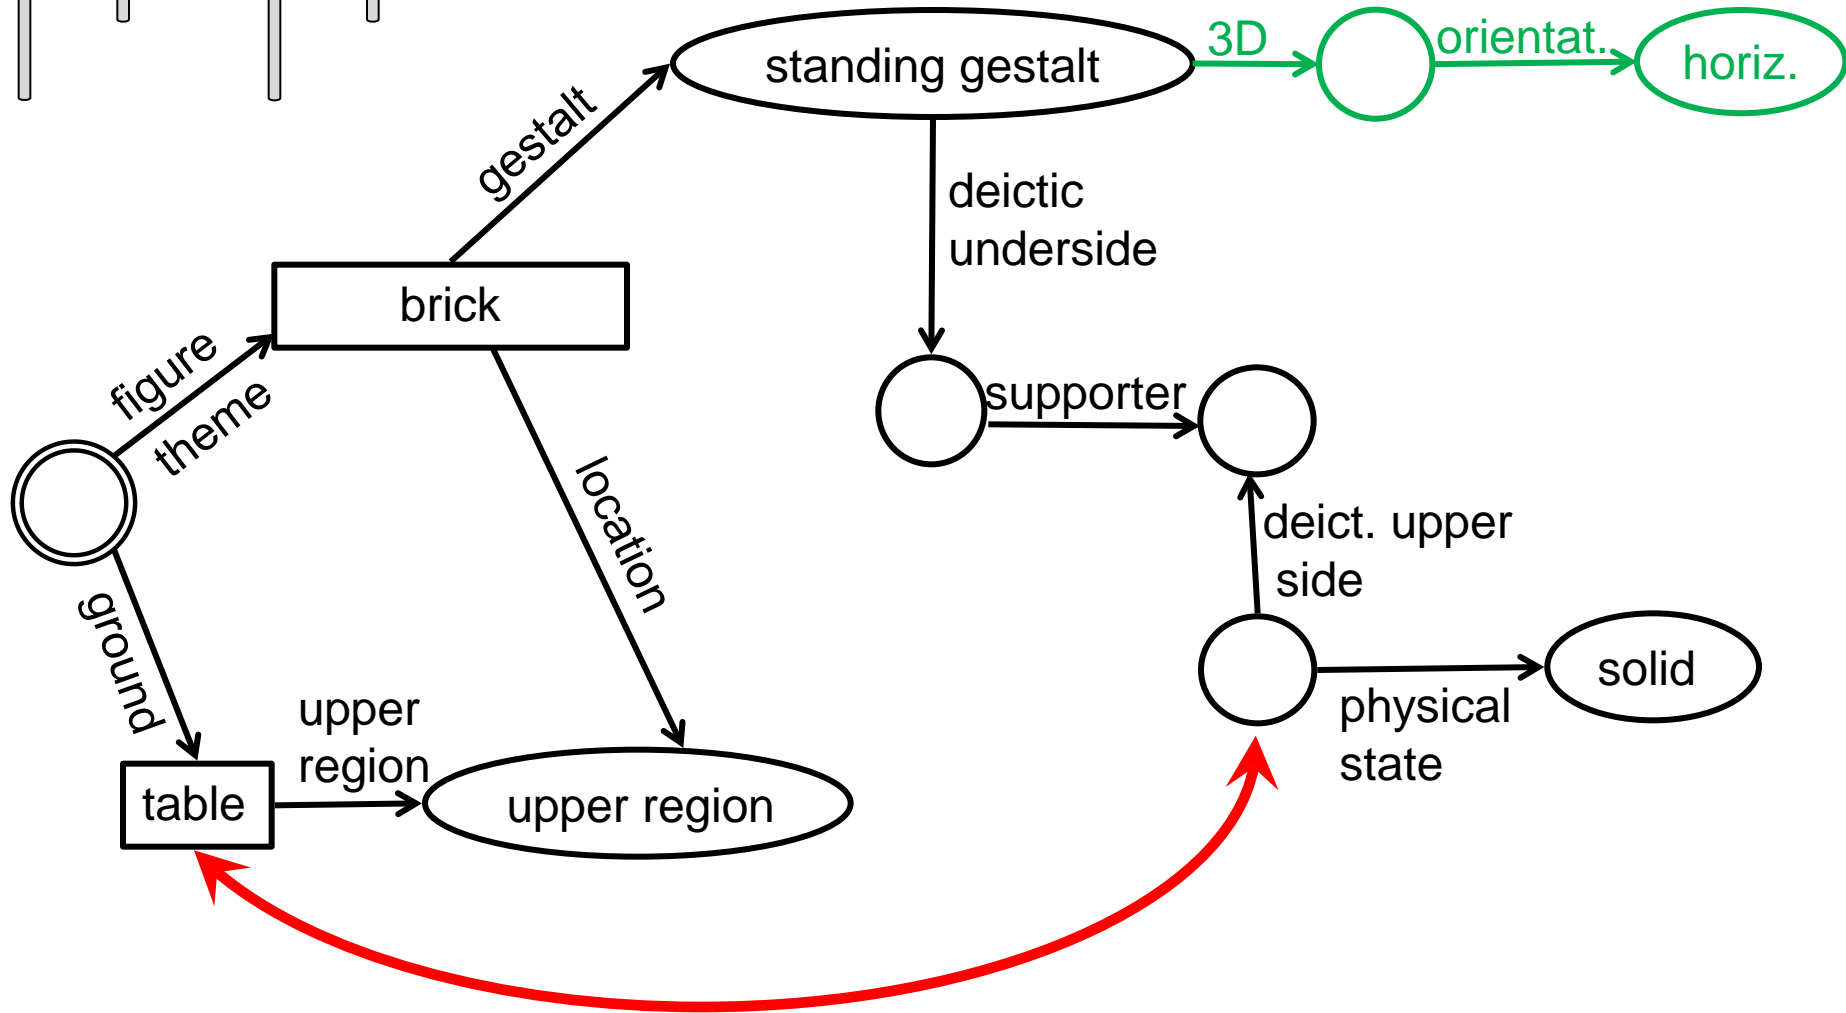 3D
orientat.
standing gestalt
horiz.
gestalt
deictic
underside
brick
figure
theme
supporter
location
deict. upper
side
ground
solid
upper
region
physical
state
table
upper region